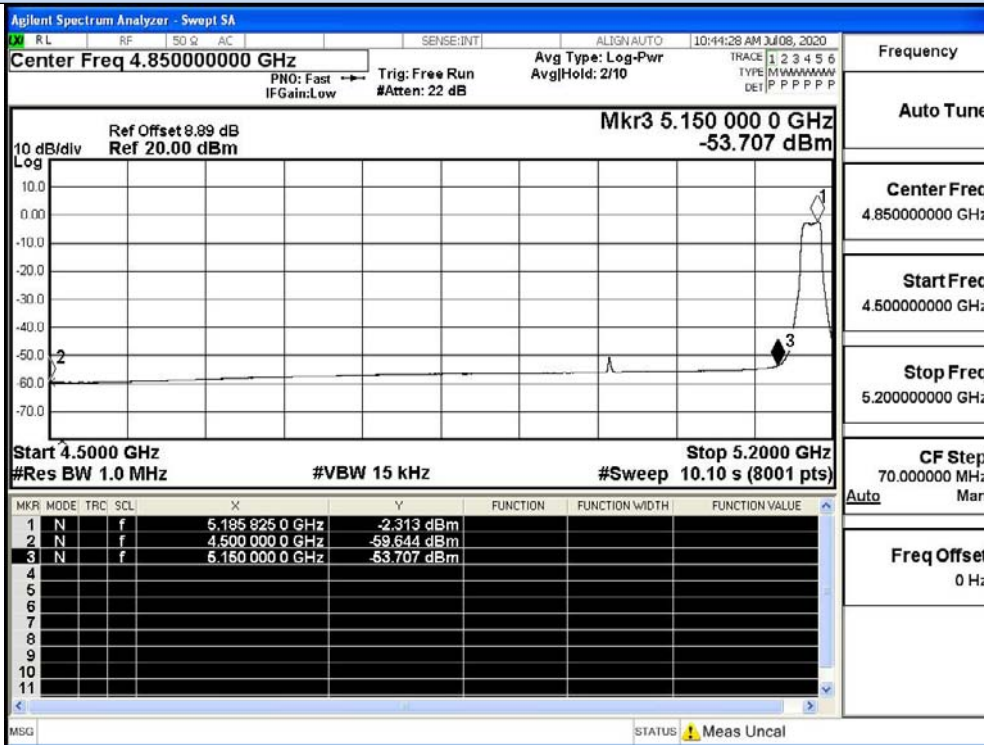 Agilent Spectrum Analyzer - Swept SA
LXI RL RF 50 Ω AC SENSE:INT ALIGN AUTO 10:44:28 AM Jul 08, 2020
Center Freq 4.850000000 GHz
PNO: Fast
IFGain:Low
Trig: Free Run
#Atten: 22 dB
Avg Type: Log-Pwr
Avg|Hold: 2/10
TRACE 1 2 3 4 5 6
TYPE M W W W W W
DET P P P P P P
Mkr3 5.150 000 0 GHz
-53.707 dBm
Ref Offset 8.89 dB
10 dB/div Ref 20.00 dBm
Log
10.0
0.00
-10.0
-20.0
-30.0
-40.0
-50.0
-60.0
-70.0
1
2
3
Start 4.5000 GHz Stop 5.2000 GHz
#Res BW 1.0 MHz #VBW 15 kHz #Sweep 10.10 s (8001 pts)
MKR MODE TRC SCL X Y FUNCTION FUNCTION WIDTH FUNCTION VALUE
1 N f 5.185 825 0 GHz -2.313 dBm
2 N f 4.500 000 0 GHz -59.644 dBm
3 N f 5.150 000 0 GHz -53.707 dBm
4
5
6
7
8
9
10
11
MSG STATUS Meas Uncal
Frequency
Auto Tune
Center Freq
4.850000000 GHz
Start Freq
4.500000000 GHz
Stop Freq
5.200000000 GHz
CF Step
70.000000 MHz
Auto Man
Freq Offset
0 Hz